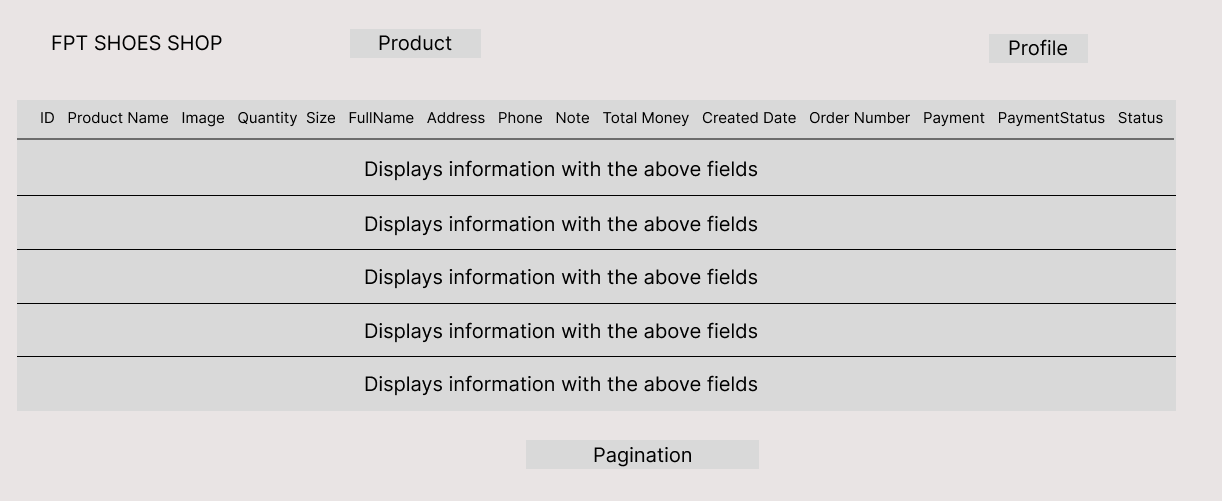 FPT SHOES SHOP Product Profile
ID Product Name Image Quantity Size FullName Address Phone Note Total Money Created Date Order Number Payment PaymentStatus Status
Displays information with the above fields
Displays information with the above fields
Displays information with the above fields
Displays information with the above fields
Displays information with the above fields
Pagination